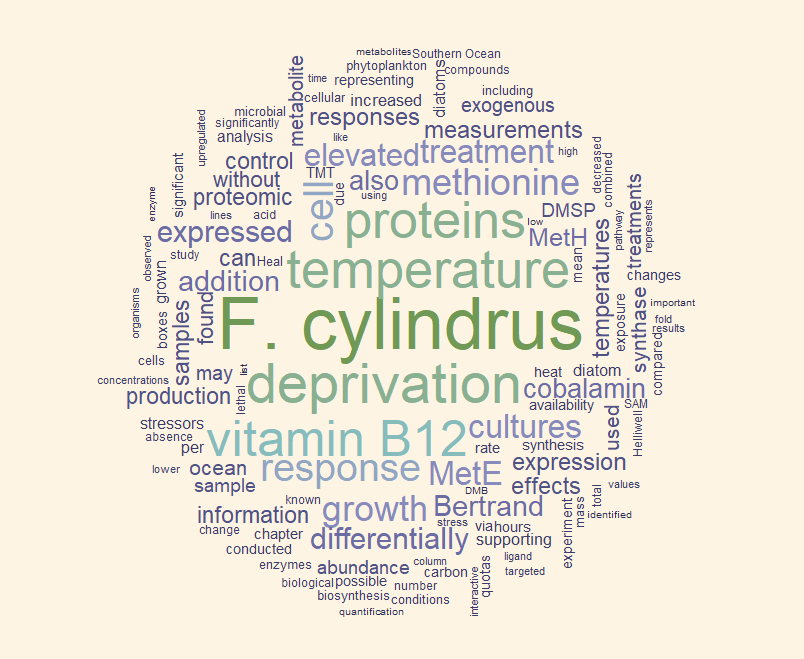 metabolites
Southern Ocean
phytoplankton
compounds
time
representing
diatoms
including
metabolite
cellular
increased
exogenous
microbial
significantly
responses
measurements
upregulated
analysis
like
elevated
treatment
high
decreased
combined
control
TMT
also
methionine
significant
without
cell
due
using
proteomic
proteins
low
DMSP
temperatures
pathway
treatments
represents
enzyme
lines
acid
expressed
MetH
observed
study
can
Heal
temperature
mean
changes
grown
addition
organisms
boxes
samples
found
F. cylindrus
exposure
synthase
important
fold
results
compared
cells
may
list
deprivation
heat
diatom
concentrations
production
lethal
cobalamin
availability
SAM
stressors
absence
per
vitamin B12
cultures
rate
synthesis
used
Helliwell
lower
ocean
response
MetE
expression
sample
DMB
effects
total
values
known
growth
Bertrand
experiment
mass
identified
information
change
chapter
differentially
stress
via
hours
supporting
conducted
enzymes
abundance
column
carbon
quotas
ligand
targeted
biological
possible
number
interactive
biosynthesis
conditions
quantification